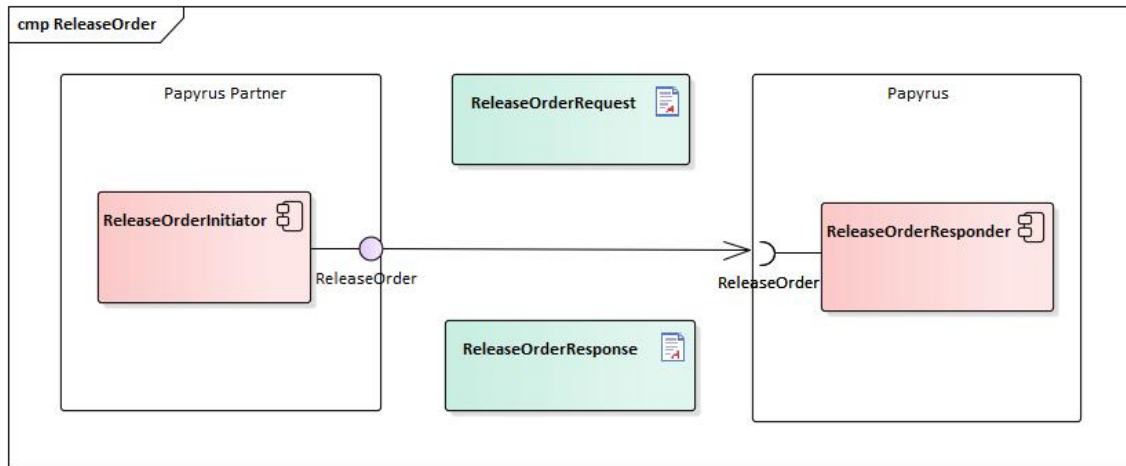 cmp ReleaseOrder
Papyrus Partner
ReleaseOrderRequest
Papyrus
ReleaseOrderInitiator
ReleaseOrderResponder
ReleaseOrder
ReleaseOrder
ReleaseOrderResponse